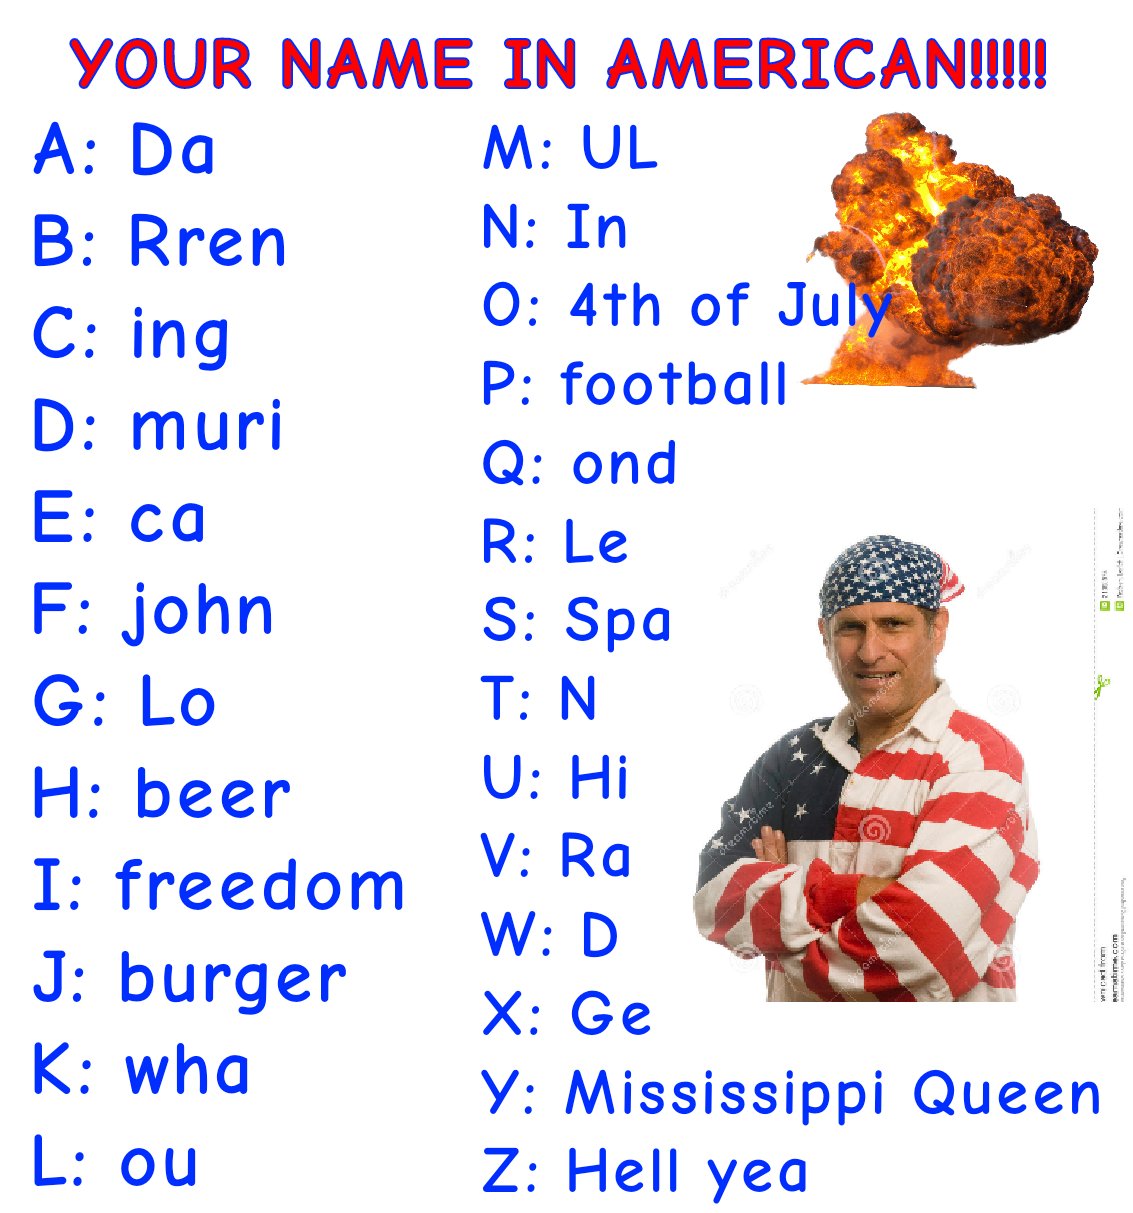 YOUR NAME IN AMERICAN!!!!!
A: Da
B: Rren
C: ing
D: muri
E: ca
F: john
G: Lo
H: beer
I: freedom
J: burger
K: wha
L: ou
M: UL
N: In
O: 4th of July
P: football
Q: ond
R: Le
S: Spa
T: N
U: Hi
V: Ra
W: D
X: Ge
Y: Mississippi Queen
Z: Hell yea
dreamstime